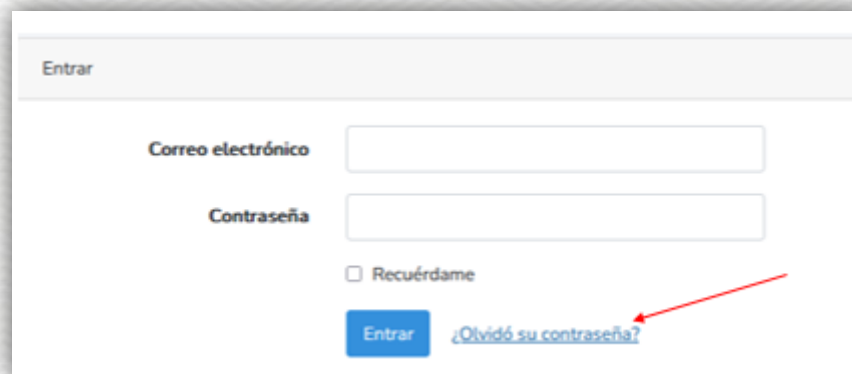 Entrar
Correo electrónico
Contraseña
Recuérdame
Entrar ¿Olvidó su contraseña?